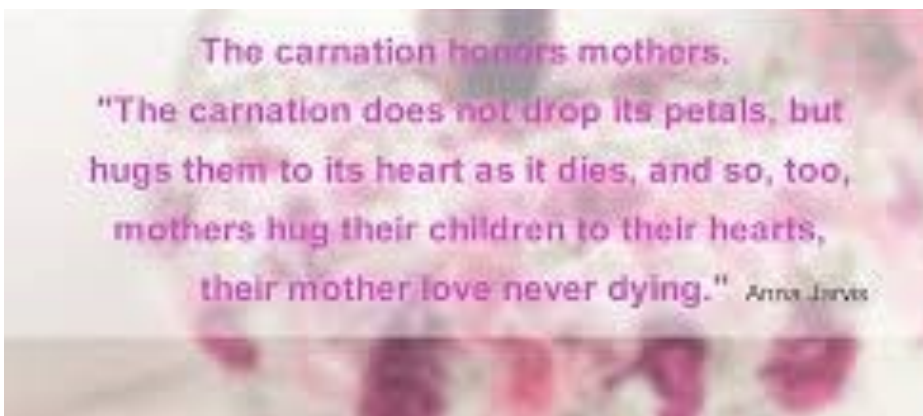 The carnation honors mothers.
"The carnation does not drop its petals, but
hugs them to its heart as it dies, and so, too,
mothers hug their children to their hearts,
their mother love never dying." Anna Jarvis